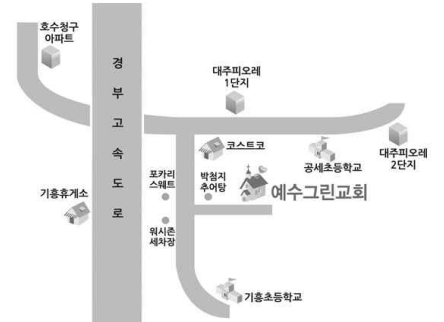 호수청구
아파트
경부고속도로
대주피오레
1단지
코스트코
공세초등학교
대주피오레
2단지
포카리
스웨트
박첨지
추어탕
예수그린교회
기흥휴게소
워시존
세차장
기흥초등학교